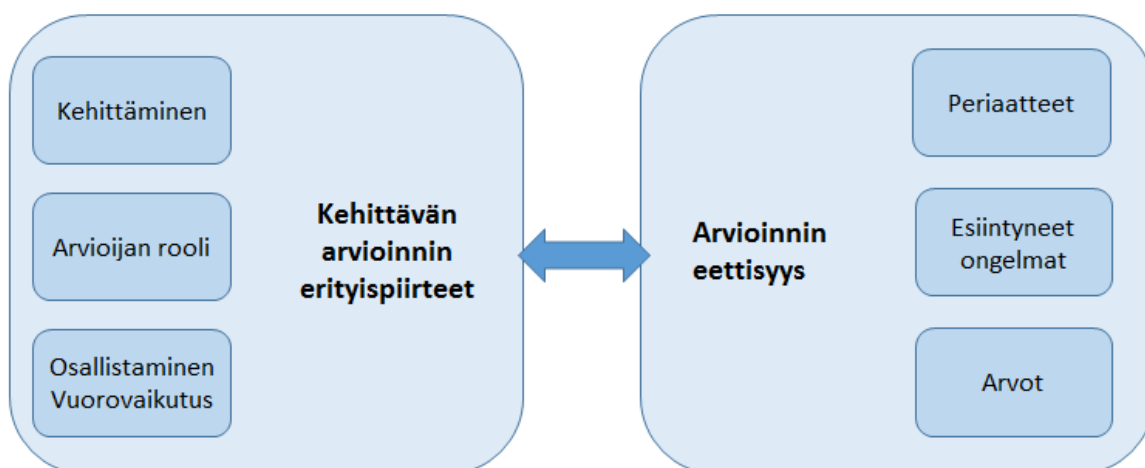 Kehittäminen
Arvioijan rooli
Osallistaminen
Vuorovaikutus
Kehittävän
arvioinnin
erityispiirteet
Arvioinnin
eettisyys
Periaatteet
Esiintyneet
ongelmat
Arvot